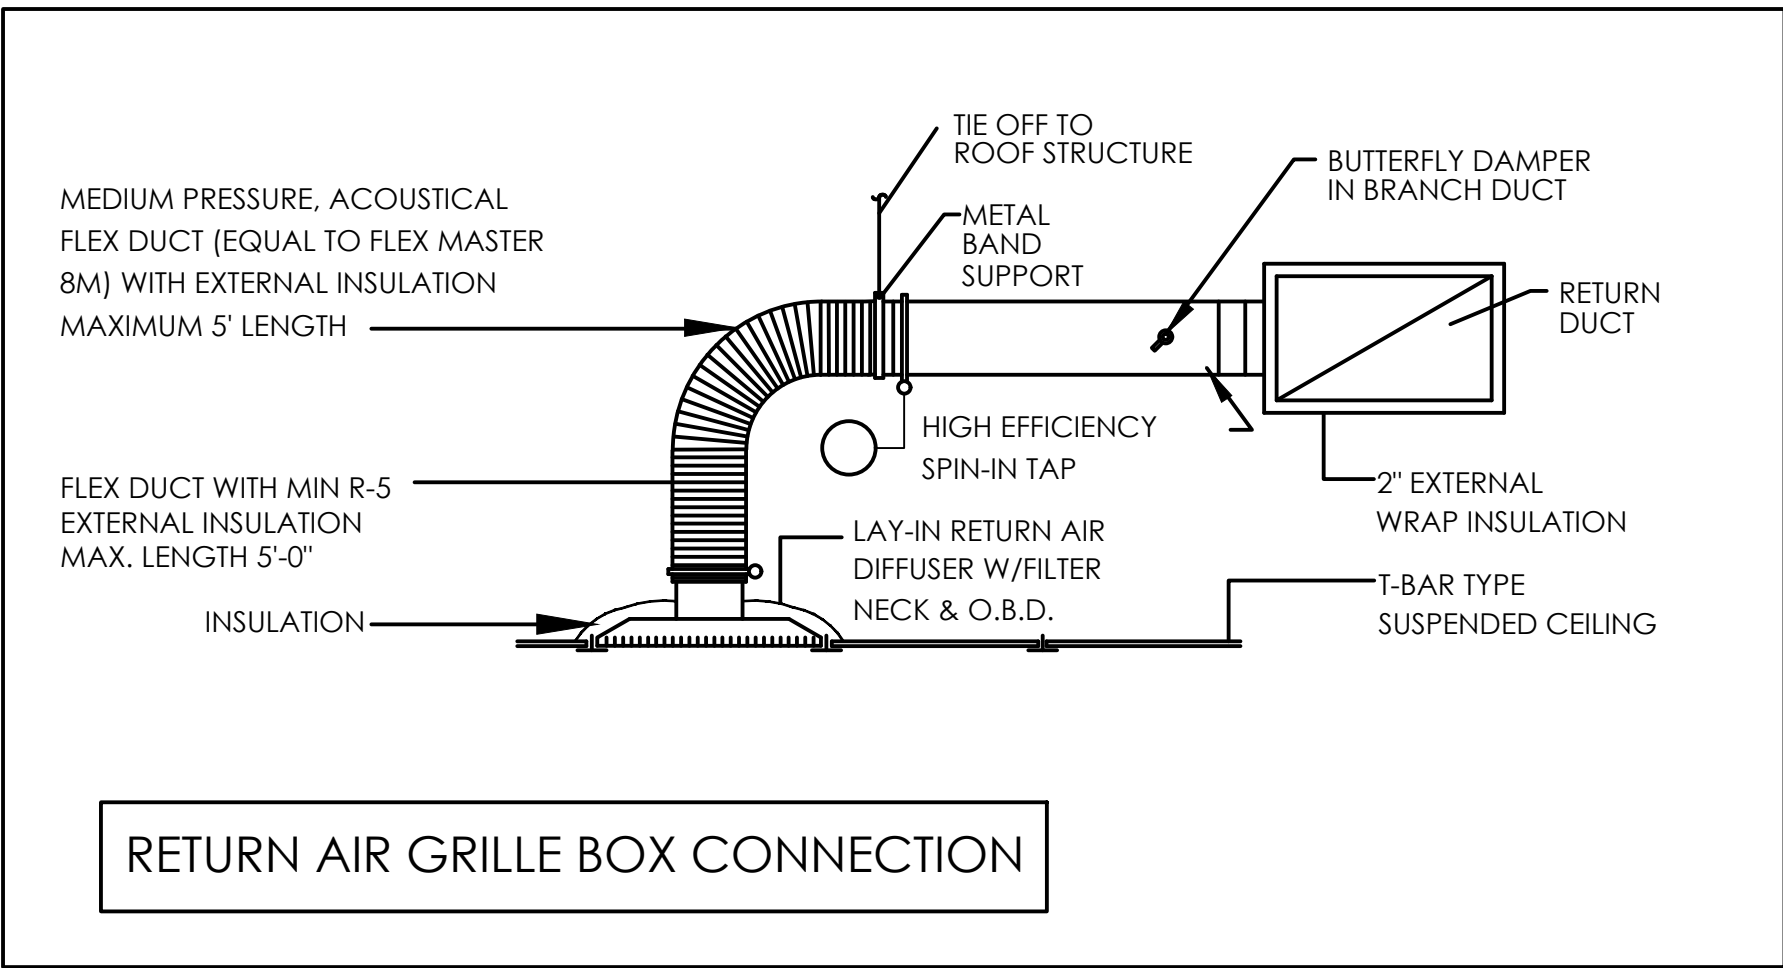 TIE OFF TO
ROOF STRUCTURE
BUTTERFLY DAMPER
IN BRANCH DUCT
MEDIUM PRESSURE, ACOUSTICAL
FLEX DUCT (EQUAL TO FLEX MASTER
8M) WITH EXTERNAL INSULATION
MAXIMUM 5' LENGTH
METAL
BAND
SUPPORT
RETURN
DUCT
HIGH EFFICIENCY
SPIN-IN TAP
FLEX DUCT WITH MIN R-5
EXTERNAL INSULATION
MAX. LENGTH 5'-0"
2" EXTERNAL
WRAP INSULATION
LAY-IN RETURN AIR
DIFFUSER W/FILTER
NECK & O.B.D.
T-BAR TYPE
SUSPENDED CEILING
INSULATION
RETURN AIR GRILLE BOX CONNECTION